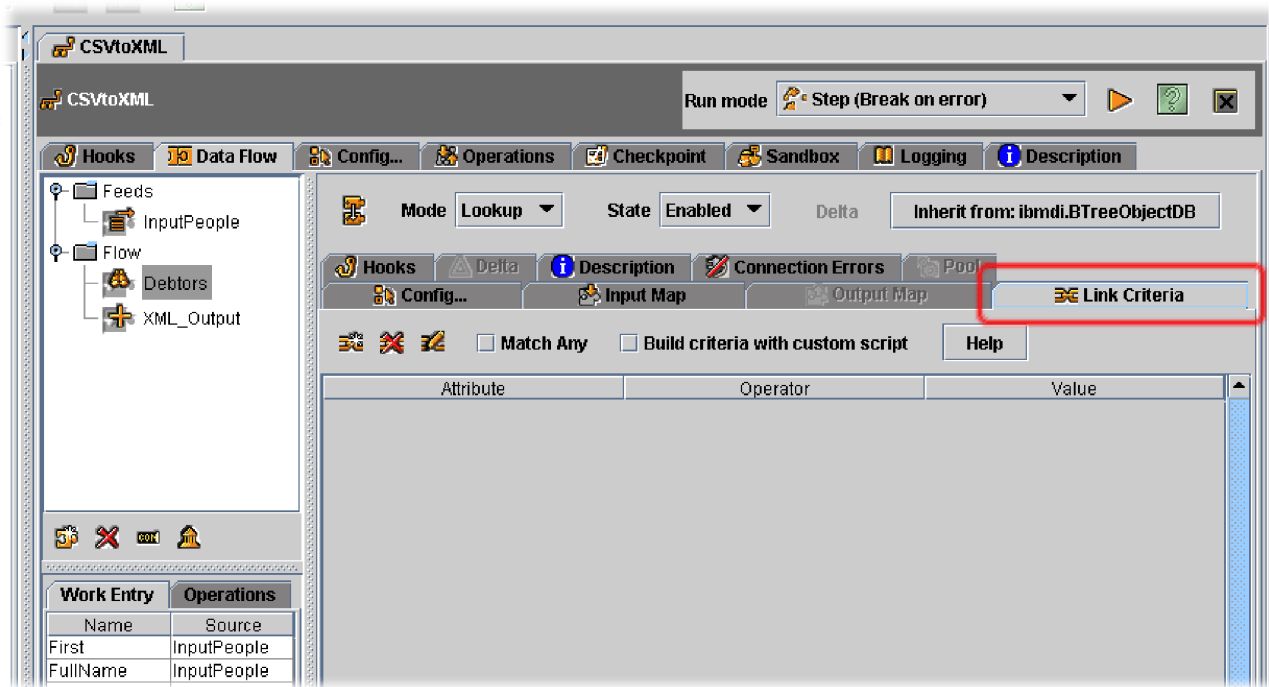 CSVtoXML
CSVtoXML
Run mode Step (Break on error)
Hooks Data Flow Config... Operations Checkpoint Sandbox Logging Description
Feeds
InputPeople
Flow
Debtors
XML_Output
Mode Lookup State Enabled Delta Inherit from: ibmdi.BTreeObjectDB
Hooks Delta Description Connection Errors Pool
Config... Input Map Output Map Link Criteria
Match Any Build criteria with custom script Help
Attribute Operator Value
CON
Work Entry Operations
Name Source
First InputPeople
FullName InputPeople